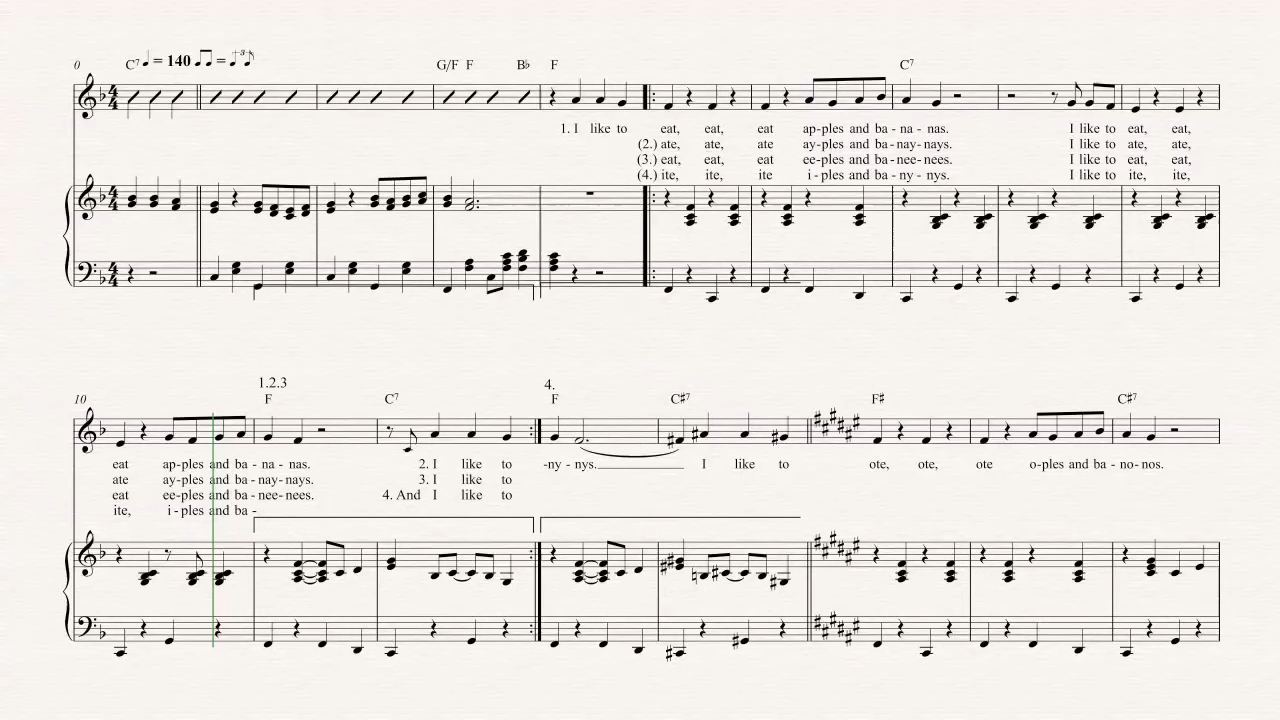 0 C7 ♩ = 140 ♫ = ♩3♪ G/F F B♭ F C7
1. I like to eat, eat, eat ap-ples and ba - na - nas. I like to eat, eat,
(2.) ate, ate, ate ay-ples and ba - nay-nays. I like to ate, ate,
(3.) eat, eat, eat ee-ples and ba - nee-nees. I like to eat, eat,
(4.) ite, ite, ite i - ples and ba - ny - nys. I like to ite, ite,
1.2.3 4.
10 F C7 F C♯7 F♯ C♯7
eat ap-ples and ba - na - nas. 2. I like to -ny - nys. I like to ote, ote, ote o-ples and ba - no-nos.
ate ay-ples and ba - nay-nays. 3. I like to
eat ee-ples and ba - nee-nees. 4. And I like to
ite, i - ples and ba -